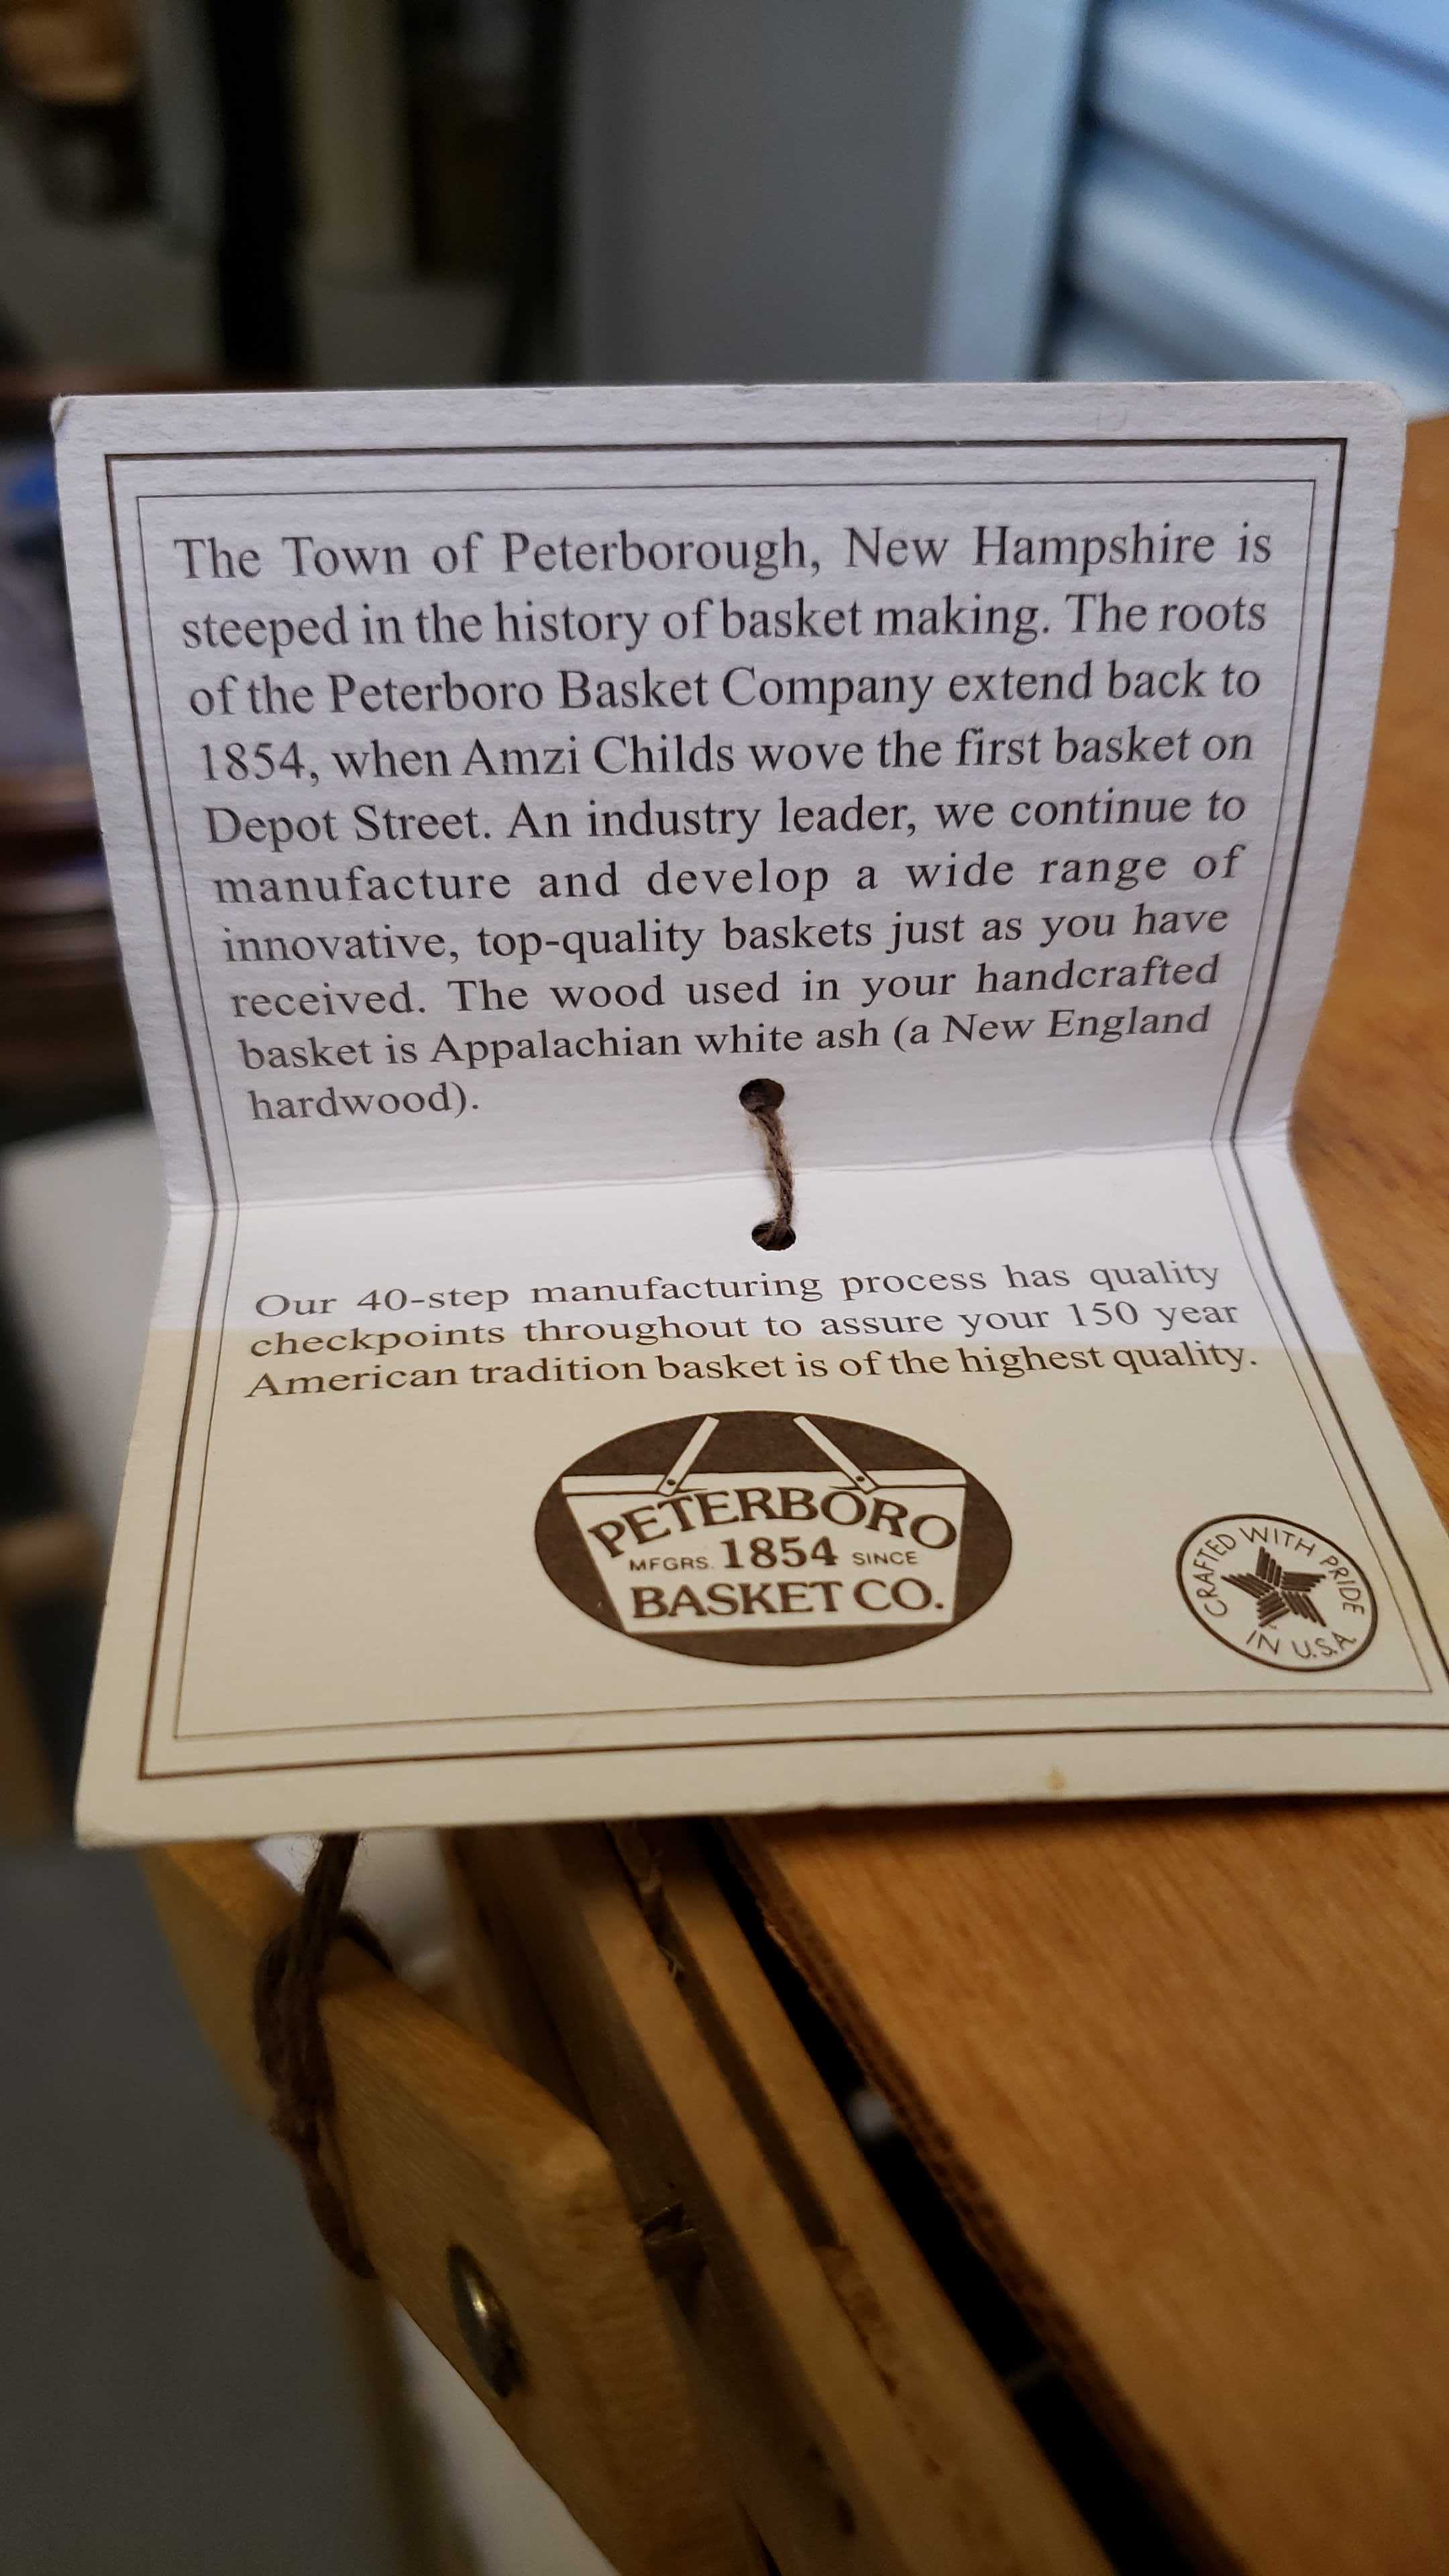 The Town of Peterborough, New Hampshire is
steeped in the history of basket making. The roots
of the Peterboro Basket Company extend back to
1854, when Amzi Childs wove the first basket on
Depot Street. An industry leader, we continue to
manufacture and develop a wide range of
innovative, top-quality baskets just as you have
received. The wood used in your handcrafted
basket is Appalachian white ash (a New England
hardwood).
Our 40-step manufacturing process has quality
checkpoints throughout to assure your 150 year
American tradition basket is of the highest quality.
PETERBORO
MFGRS. 1854 SINCE
BASKET CO.
CRAFTED WITH PRIDE
IN U.S.A.